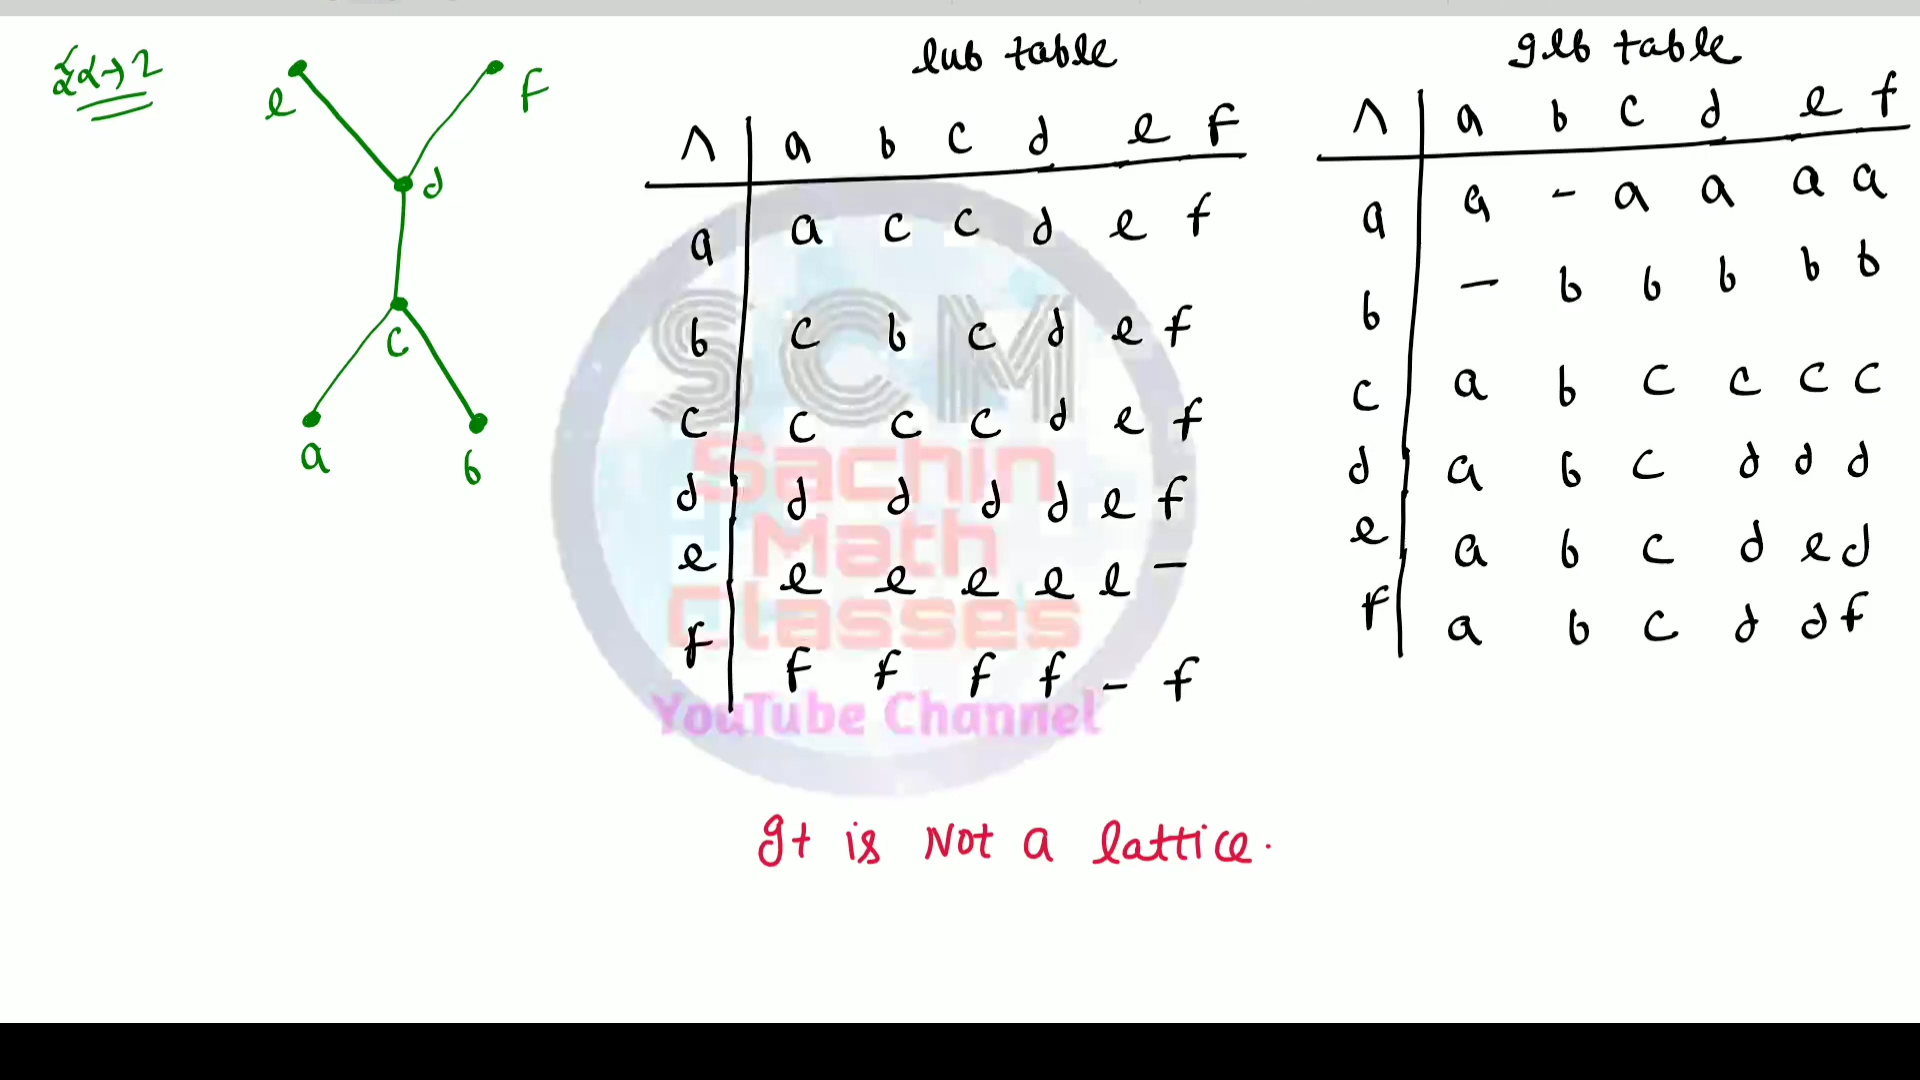 Ex→2
e
f
d
c
a
b
lub table
∧ a b c d e f
a a c c d e f
b c b c d e f
c c c c d e f
d d d d d e f
e e e e e e -
f f f f f - f
glb table
∧ a b c d e f
a a - a a a a
b - b b b b b
c a b c c c c
d a b c d d d
e a b c d e d
f a b c d d f
SCM
Sachin
Math
Classes
YouTube Channel
It is Not a lattice.